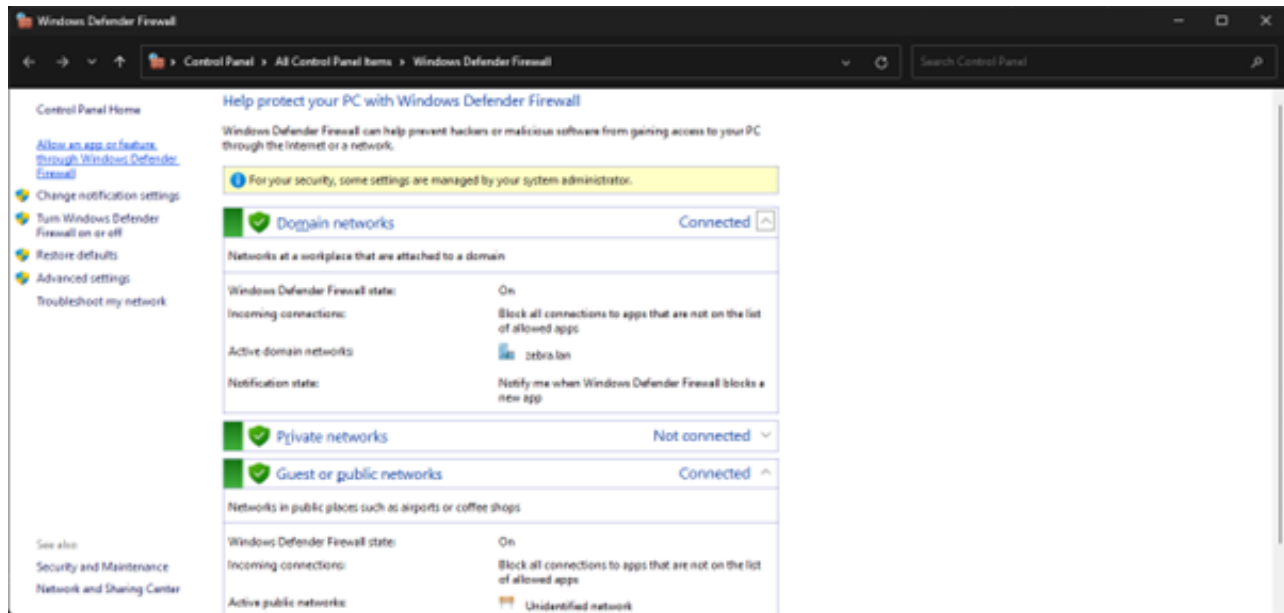 Windows Defender Firewall
Control Panel > All Control Panel Items > Windows Defender Firewall
Search Control Panel
Control Panel Home
Allow an app or feature
through Windows Defender
Firewall
Change notification settings
Turn Windows Defender
Firewall on or off
Restore defaults
Advanced settings
Troubleshoot my network
See also
Security and Maintenance
Network and Sharing Center
Help protect your PC with Windows Defender Firewall
Windows Defender Firewall can help prevent hackers or malicious software from gaining access to your PC
through the Internet or a network.
For your security, some settings are managed by your system administrator.
Domain networks Connected
Networks at a workplace that are attached to a domain
Windows Defender Firewall state: On
Incoming connections: Block all connections to apps that are not on the list
of allowed apps
Active domain networks: zebra.lan
Notification state: Notify me when Windows Defender Firewall blocks a
new app
Private networks Not connected
Guest or public networks Connected
Networks in public places such as airports or coffee shops
Windows Defender Firewall state: On
Incoming connections: Block all connections to apps that are not on the list
of allowed apps
Active public networks: Unidentified network